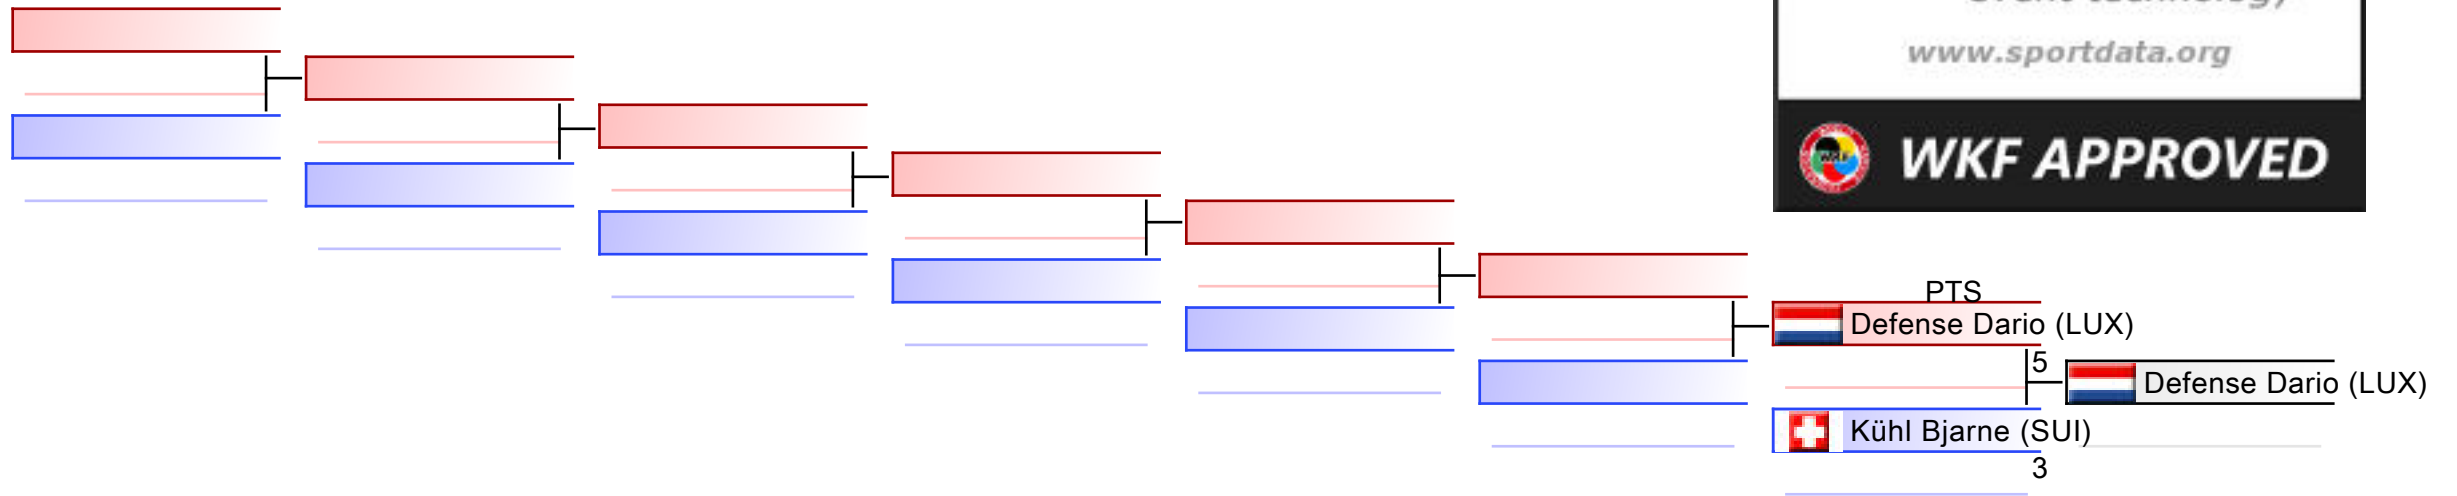 www.sportdata.org
WKF APPROVED
PTS
Defense Dario (LUX)
5
Defense Dario (LUX)
Kühl Bjarne (SUI)
3